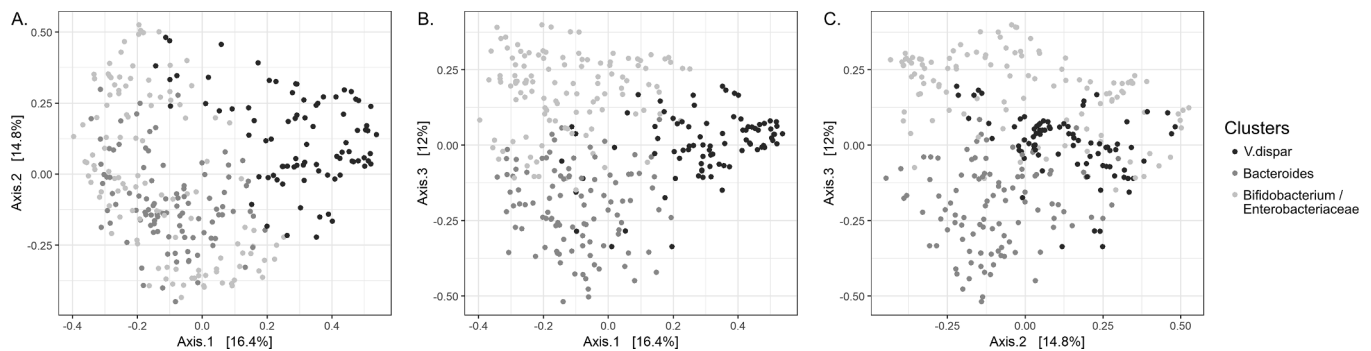 A.
0.50
0.25
0.00
-0.25
-0.4
-0.2
0.0
0.2
0.4
Axis.2 [14.8%]
Axis.1 [16.4%]
B.
0.25
0.00
-0.25
-0.50
-0.4
-0.2
0.0
0.2
0.4
Axis.3 [12%]
Axis.1 [16.4%]
C.
0.25
0.00
-0.25
-0.50
-0.25
0.00
0.25
0.50
Axis.3 [12%]
Axis.2 [14.8%]
Clusters
V.dispar
Bacteroides
Bifidobacterium /
Enterobacteriaceae